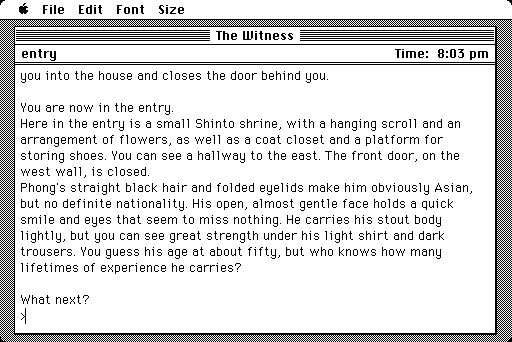 File Edit Font Size
The Witness
entry Time: 8:03 pm
you into the house and closes the door behind you.
You are now in the entry.
Here in the entry is a small Shinto shrine, with a hanging scroll and an
arrangement of flowers, as well as a coat closet and a platform for
storing shoes. You can see a hallway to the east. The front door, on the
west wall, is closed.
Phong's straight black hair and folded eyelids make him obviously Asian,
but no definite nationality. His open, almost gentle face holds a quick
smile and eyes that seem to miss nothing. He carries his stout body
lightly, but you can see great strength under his light shirt and dark
trousers. You guess his age at about fifty, but who knows how many
lifetimes of experience he carries?
What next?
>